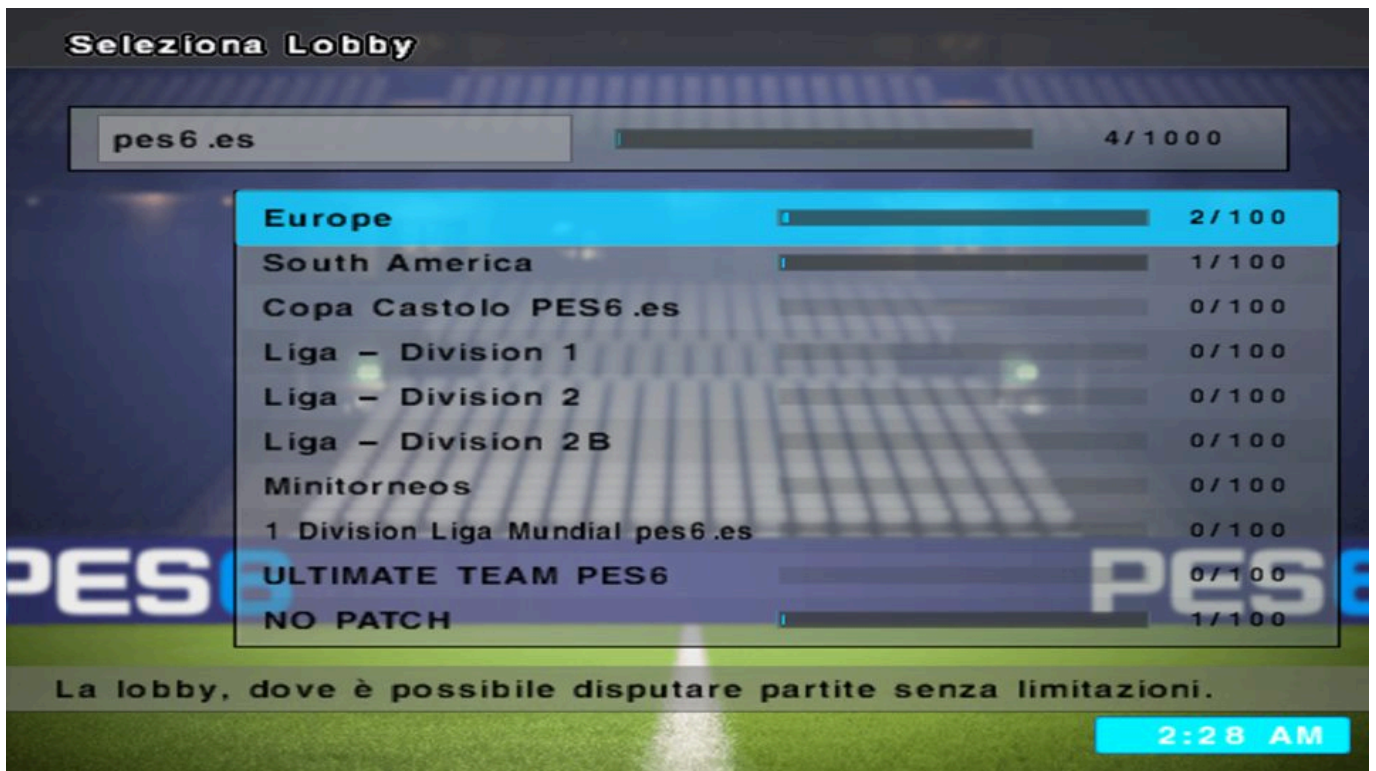 Seleziona Lobby
pes6.es 4/1000
Europe 2/100
South America 1/100
Copa Castolo PES6.es 0/100
Liga – Division 1 0/100
Liga – Division 2 0/100
Liga – Division 2B 0/100
Minitorneos 0/100
1 Division Liga Mundial pes6.es 0/100
ULTIMATE TEAM PES6 0/100
NO PATCH 1/100
PES6 PES6
La lobby, dove è possibile disputare partite senza limitazioni.
2:28 AM